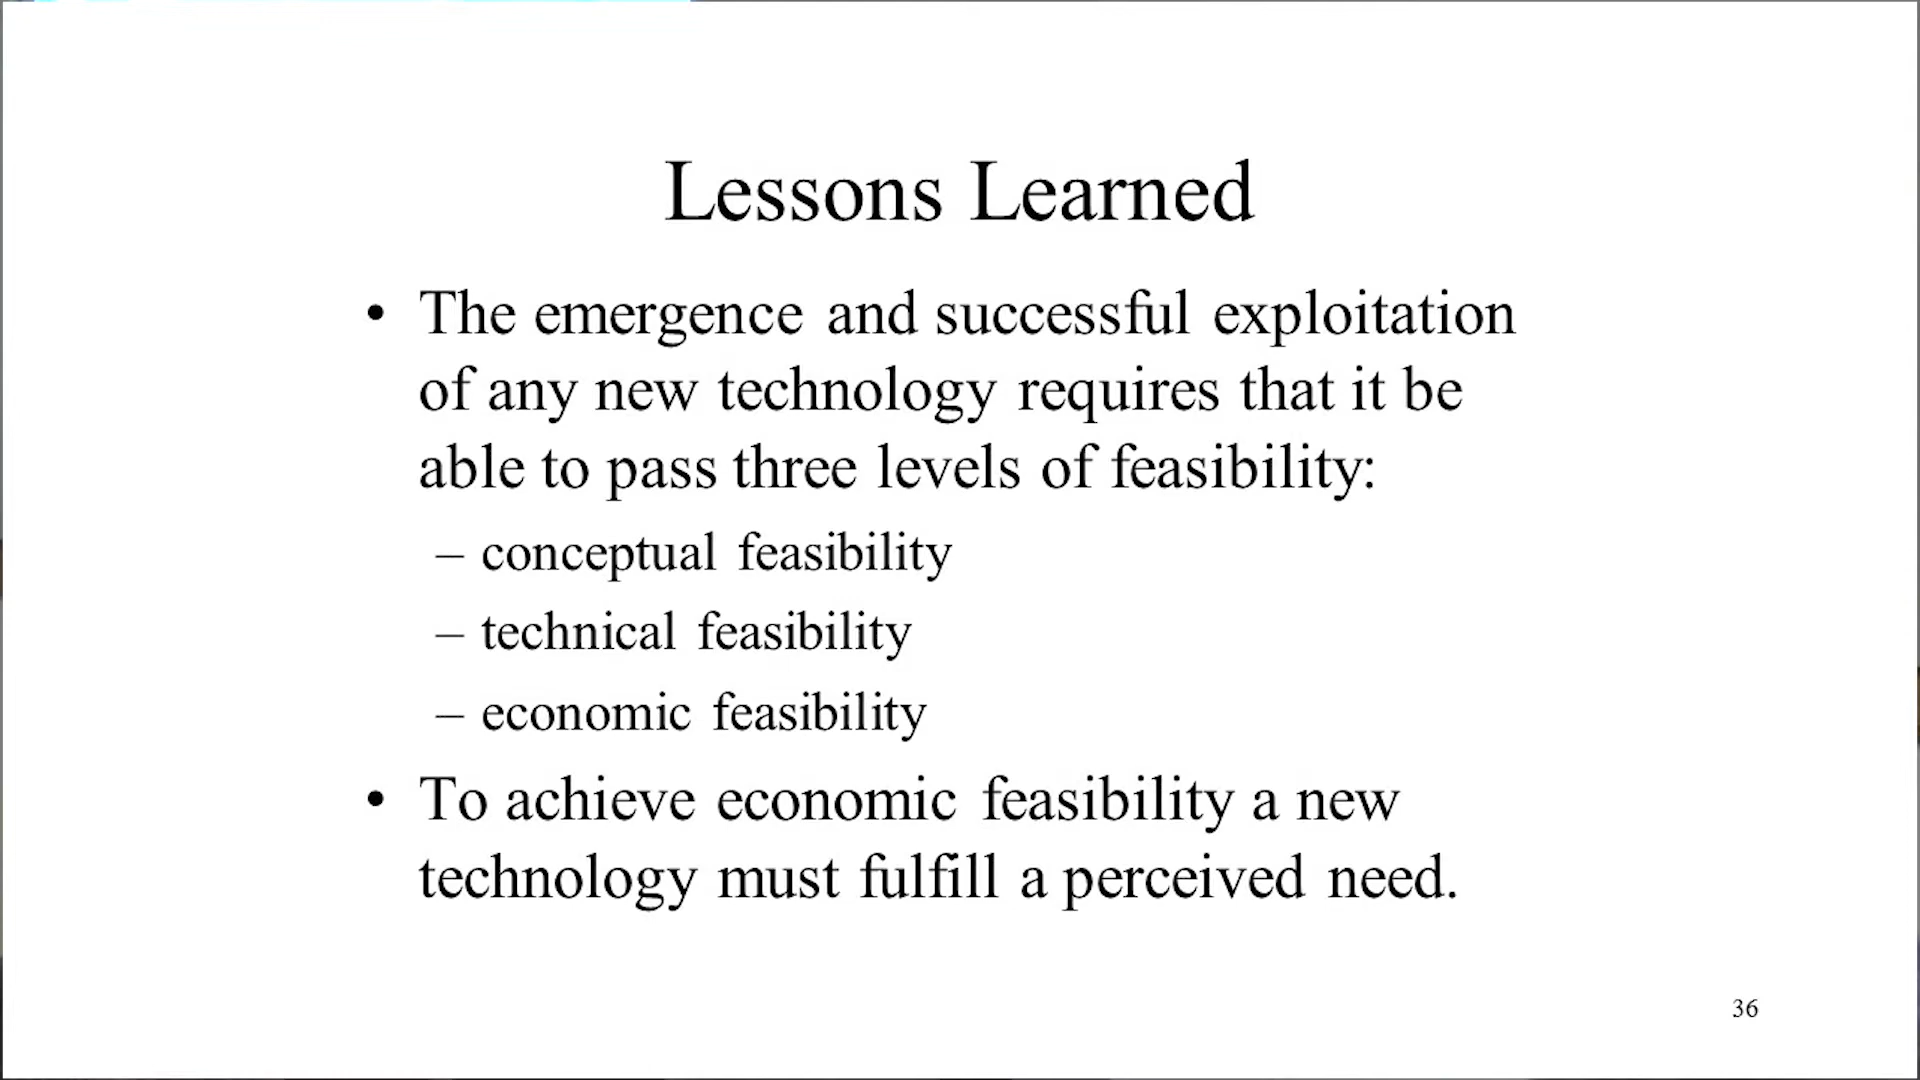 Lessons Learned
• The emergence and successful exploitation
of any new technology requires that it be
able to pass three levels of feasibility:
– conceptual feasibility
– technical feasibility
– economic feasibility
• To achieve economic feasibility a new
technology must fulfill a perceived need.
36